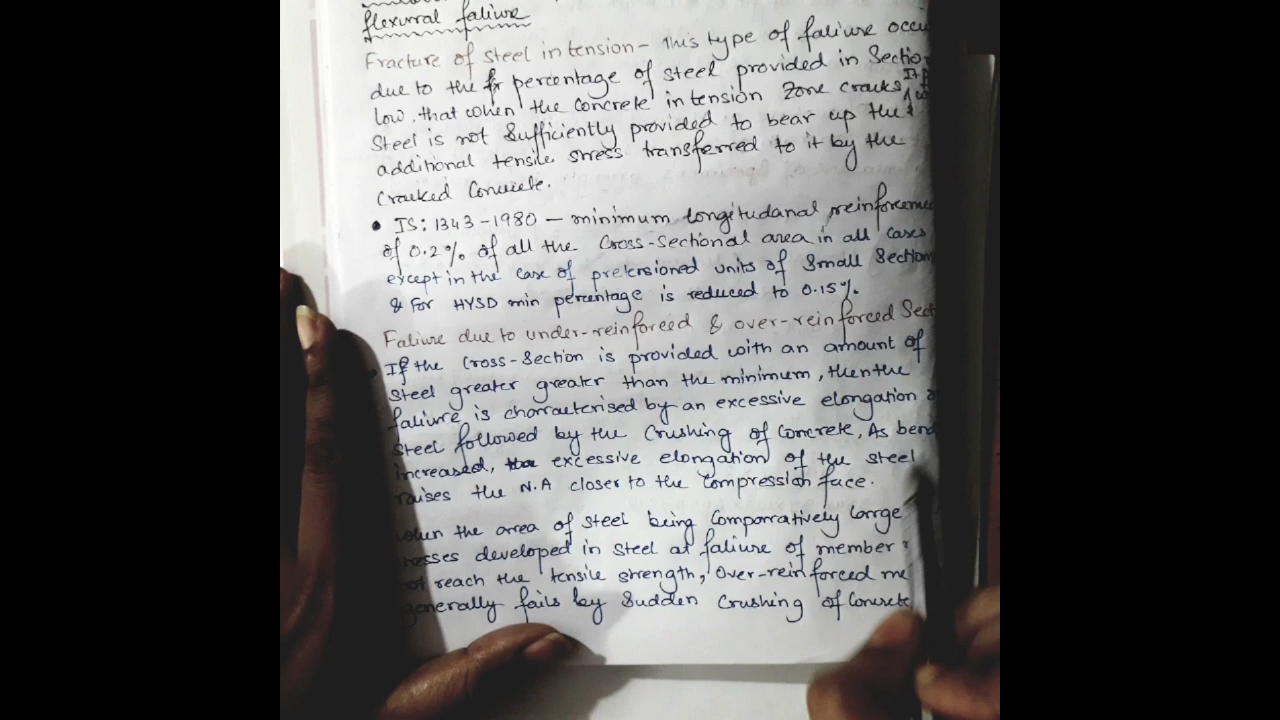 flexural faliure
Fracture of Steel in tension - This type of faliure occu
due to the percentage of steel provided in Sectio
low, that when the concrete in tension Zone cracks,
Steel is not Sufficiently provided to bear up the
additional tensile stress transferred to it by the
Cracked Concrete.
• IS: 1343-1980 - minimum longitudanal reinforceme
of 0.2% of all the Cross-Sectional area in all cases
except in the case of pretensioned units of Small Section
& For HYSD min percentage is reduced to 0.15%.
Faliure due to under-reinforced & over-reinforced Sect
• If the Cross-Section is provided with an amount of
Steel greater greater than the minimum, then the
faliure is characterised by an excessive elongation
Steel followed by the Crushing of Concrete, As bend
increased, excessive elongation of the steel
raises the N.A closer to the Compression face.
when the area of Steel being Comparratively large
resses developed in Steel at faliure of member
ot reach the tensile strength, Over-reinforced me
generally fails by Sudden Crushing of Concrete